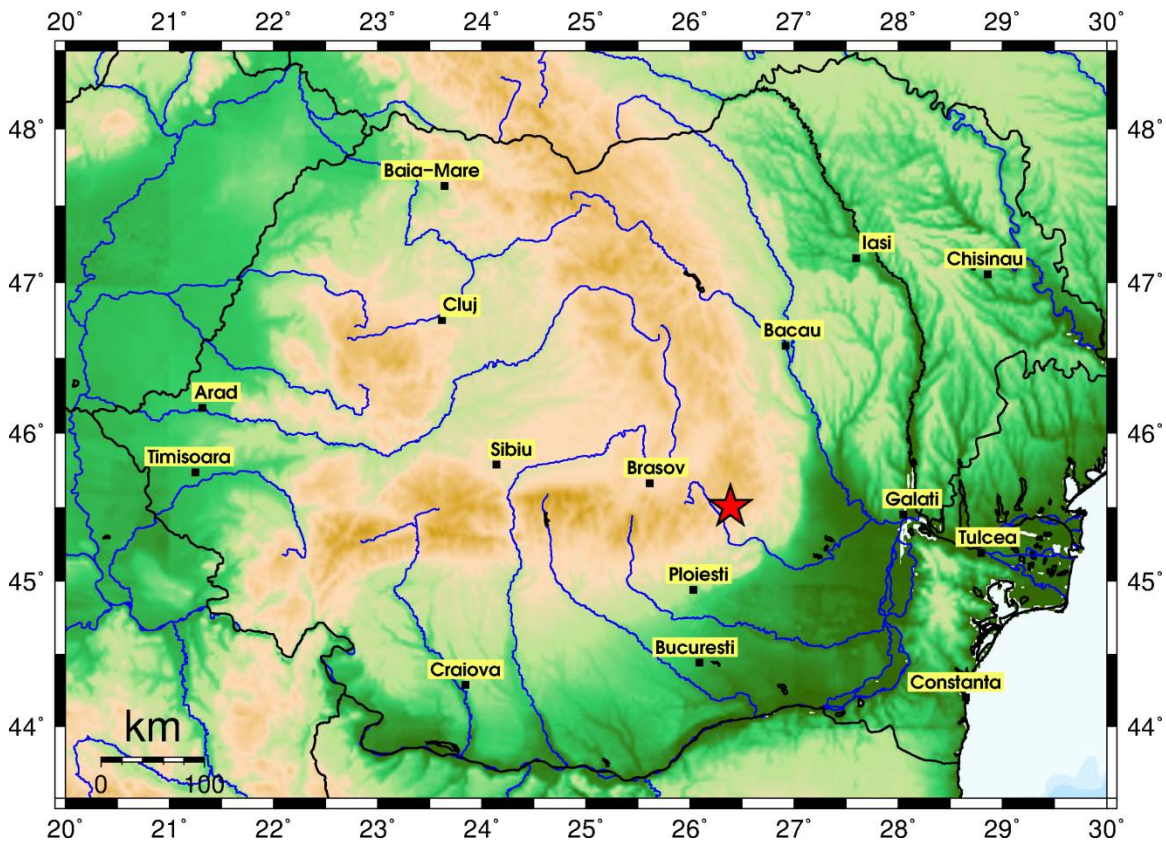 20˚ 21˚ 22˚ 23˚ 24˚ 25˚ 26˚ 27˚ 28˚ 29˚ 30˚
48˚ 48˚
Baia-Mare
Iasi
Chisinau
47˚ 47˚
Cluj
Bacau
Arad
46˚ 46˚
Timisoara
Sibiu
Brasov
Galati
Tulcea
Ploiesti
45˚ 45˚
Bucuresti
Craiova
Constanta
44˚ 44˚
km
0 100
20˚ 21˚ 22˚ 23˚ 24˚ 25˚ 26˚ 27˚ 28˚ 29˚ 30˚